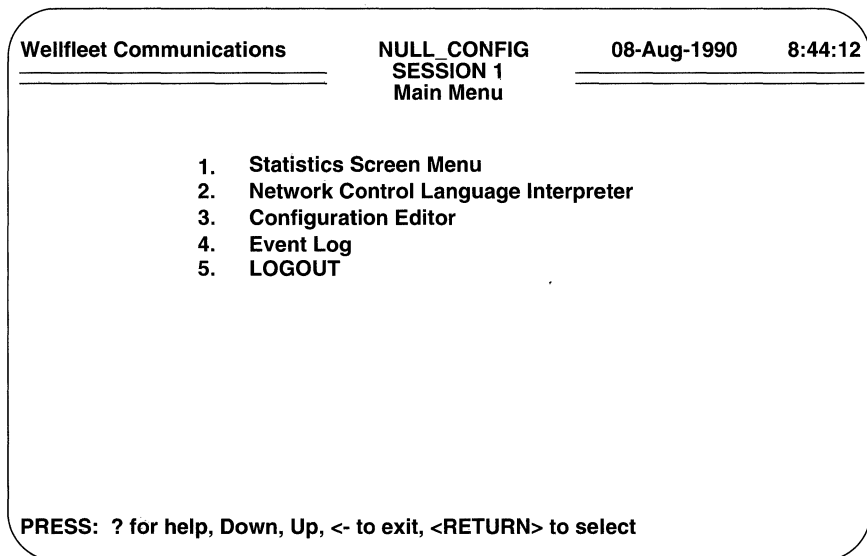 Wellfleet Communications NULL_CONFIG 08-Aug-1990 8:44:12
SESSION 1
Main Menu
1. Statistics Screen Menu
2. Network Control Language Interpreter
3. Configuration Editor
4. Event Log
5. LOGOUT
PRESS: ? for help, Down, Up, <- to exit, <RETURN> to select